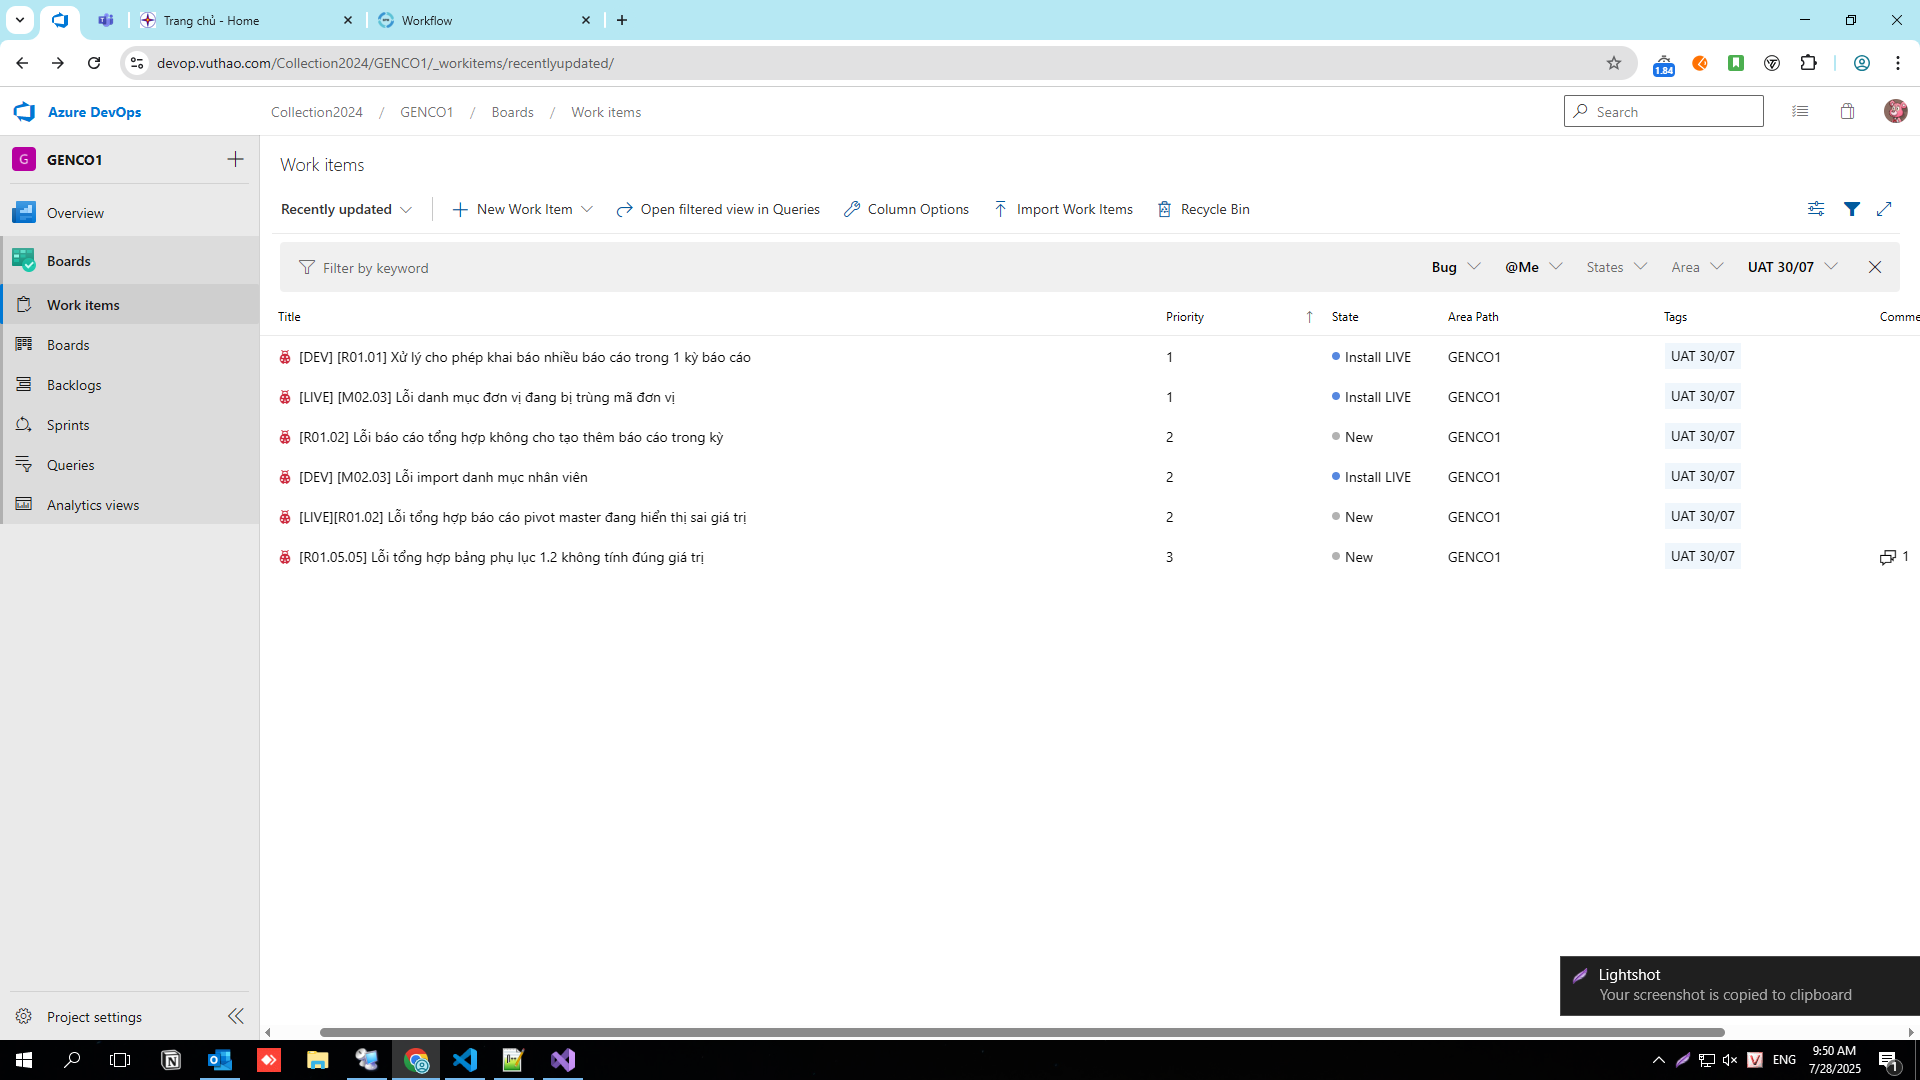 Trang chủ - Home
Workflow
devop.vuthao.com/Collection2024/GENCO1/_workitems/recentlyupdated/
1.84
Azure DevOps
Collection2024 / GENCO1 / Boards / Work items
Search
G GENCO1
Overview
Boards
Work items
Boards
Backlogs
Sprints
Queries
Analytics views
Project settings
Work items
Recently updated
New Work Item
Open filtered view in Queries
Column Options
Import Work Items
Recycle Bin
Filter by keyword
Bug
@Me
States
Area
UAT 30/07
Title Priority State Area Path Tags Comme
[DEV] [R01.01] Xử lý cho phép khai báo nhiều báo cáo trong 1 kỳ báo cáo 1 Install LIVE GENCO1 UAT 30/07
[LIVE] [M02.03] Lỗi danh mục đơn vị đang bị trùng mã đơn vị 1 Install LIVE GENCO1 UAT 30/07
[R01.02] Lỗi báo cáo tổng hợp không cho tạo thêm báo cáo trong kỳ 2 New GENCO1 UAT 30/07
[DEV] [M02.03] Lỗi import danh mục nhân viên 2 Install LIVE GENCO1 UAT 30/07
[LIVE][R01.02] Lỗi tổng hợp báo cáo pivot master đang hiển thị sai giá trị 2 New GENCO1 UAT 30/07
[R01.05.05] Lỗi tổng hợp bảng phụ lục 1.2 không tính đúng giá trị 3 New GENCO1 UAT 30/07 1
Lightshot
Your screenshot is copied to clipboard
ENG
9:50 AM
7/28/2025
1